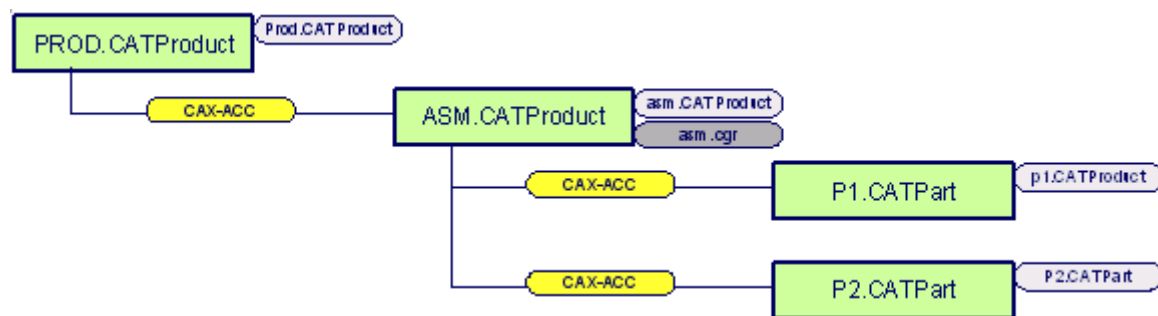 PROD.CATProduct
Prod.CATProduct
CAX-ACC
ASM.CATProduct
asm.CATProduct
asm.cgr
CAX-ACC
P1.CATPart
p1.CATProduct
CAX-ACC
P2.CATPart
P2.CATPart